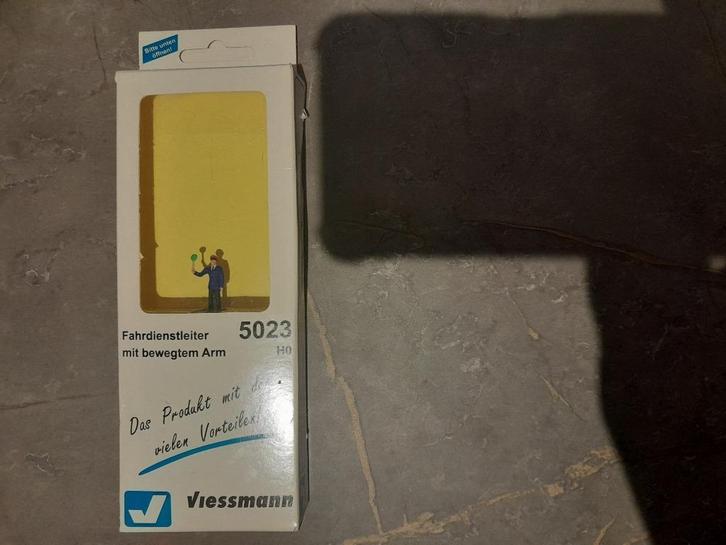 Bitte unten
öffnen!
Fahrdienstleiter 5023
mit bewegtem Arm H0
Das Produkt mit den
vielen Vorteilen!
Viessmann